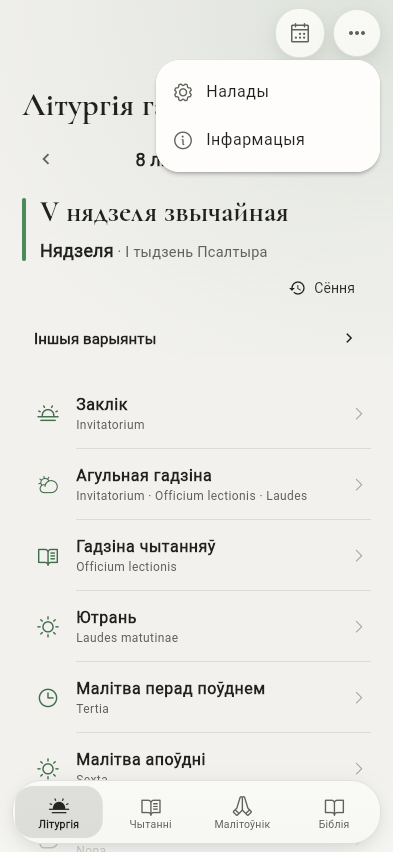 Налады
Інфармацыя
Літургія
8
V нядзеля звычайная
Нядзеля · I тыдзень Псалтыра
Сёння
Іншыя варыянты
Заклік
Invitatorium
Агульная гадзіна
Invitatorium · Officium lectionis · Laudes
Гадзіна чытанняў
Officium lectionis
Ютрань
Laudes matutinae
Малітва перад поўднем
Tertia
Малітва апоўдні
Sexta
Nona
Літургія
Чытанні
Малітоўнік
Біблія